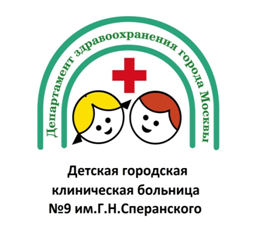 Департамент здравоохранения города Москвы
Детская городская
клиническая больница
№9 им.Г.Н.Сперанского